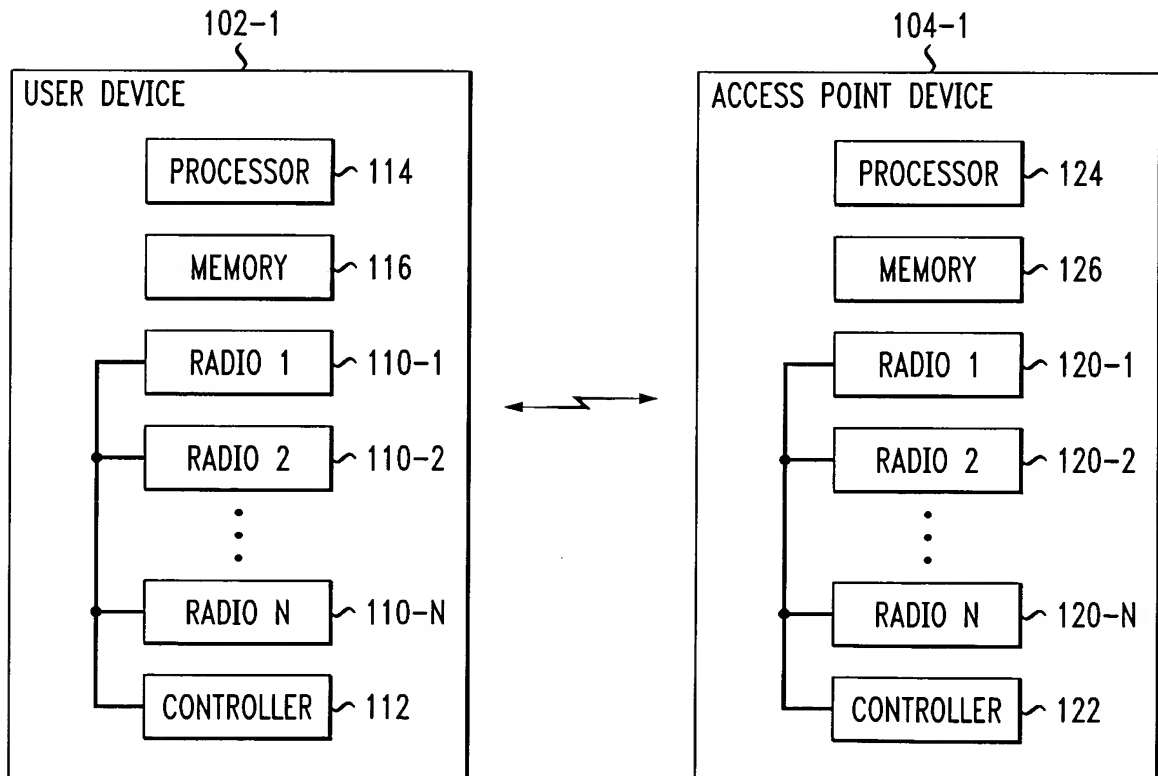 102-1
104-1
USER DEVICE
PROCESSOR 114
MEMORY 116
RADIO 1 110-1
RADIO 2 110-2
RADIO N 110-N
CONTROLLER 112
ACCESS POINT DEVICE
PROCESSOR 124
MEMORY 126
RADIO 1 120-1
RADIO 2 120-2
RADIO N 120-N
CONTROLLER 122